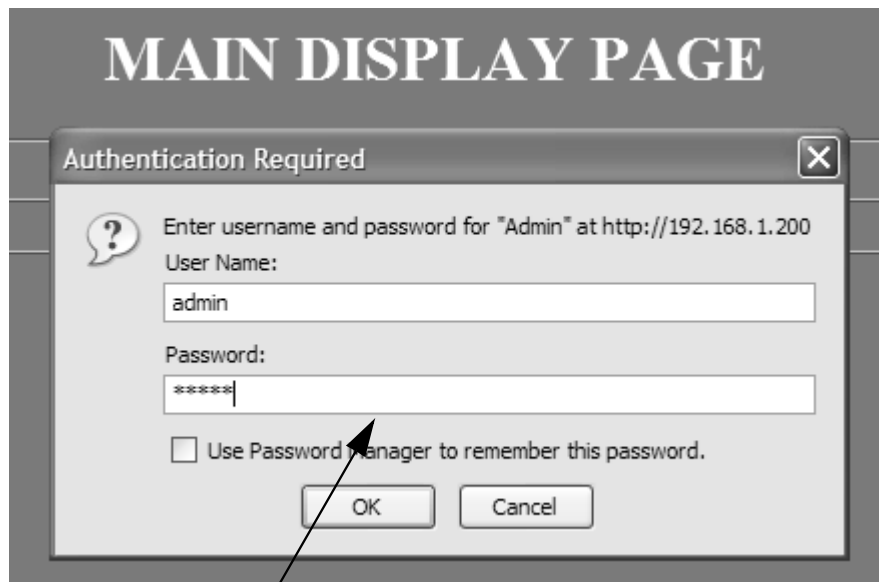 MAIN DISPLAY PAGE
Authentication Required
Enter username and password for "Admin" at http://192.168.1.200
User Name:
admin
Password:
*****
Use Password Manager to remember this password.
OK
Cancel